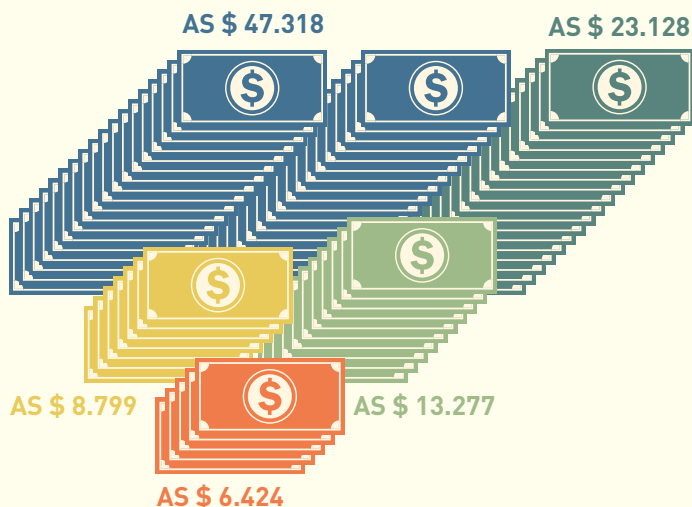 AS $ 47.318
AS $ 23.128
$
$
$
$
$
AS $ 8.799
AS $ 13.277
$
AS $ 6.424